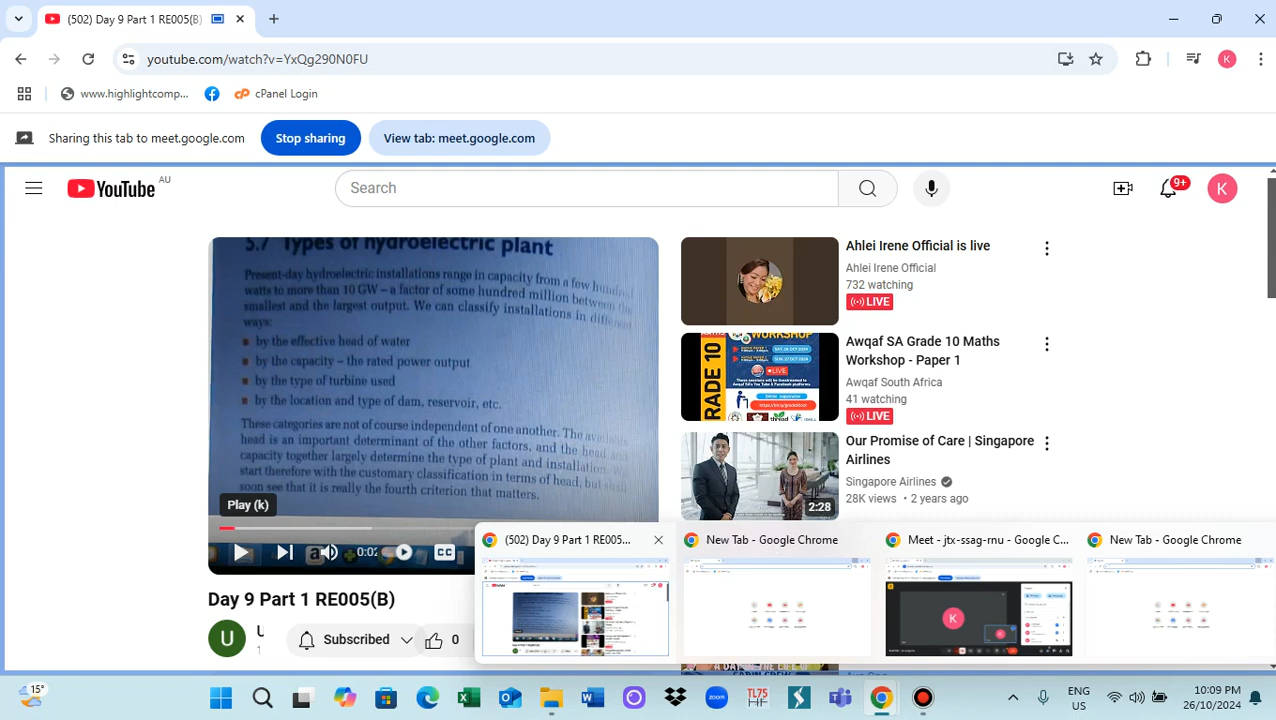 (502) Day 9 Part 1 RE005(B)
youtube.com/watch?v=YxQg290N0FU
K
www.highlightcomp...
cPanel Login
Sharing this tab to meet.google.com
Stop sharing
View tab: meet.google.com
YouTube AU
Search
9+
K
5.7 Types of hydroelectric plant
Present-day hydroelectric installations range in capacity from a few hundred
watts to more than 10 GW – a factor of some hundred million between the
smallest and the largest output. We can classify installations in different
ways:
by the effective head of water
by the capacity – the rated power output
by the type of turbine used
by the location and type of dam, reservoir, etc.
These categories are of course independent of one another. The available
head is an important determinant of the other factors, and the head
capacity together largely determine the type of plant and installation.
start therefore with the customary classification in terms of head, but shall
soon see that it is really the fourth criterion that matters.
Play (k)
0:02
CC
Day 9 Part 1 RE005(B)
U
Subscribed
0
Ahlei Irene Official is live
Ahlei Irene Official
732 watching
LIVE
WORKSHOP
RADE 10
LIVE
Awqaf SA Grade 10 Maths
Workshop - Paper 1
Awqaf South Africa
41 watching
LIVE
2:28
Our Promise of Care | Singapore
Airlines
Singapore Airlines
28K views • 2 years ago
(502) Day 9 Part 1 RE005...
New Tab - Google Chrome
Meet - jtx-ssag-rnu - Google C...
New Tab - Google Chrome
K
15°
zoom
TL75
ENG
US
10:09 PM
26/10/2024